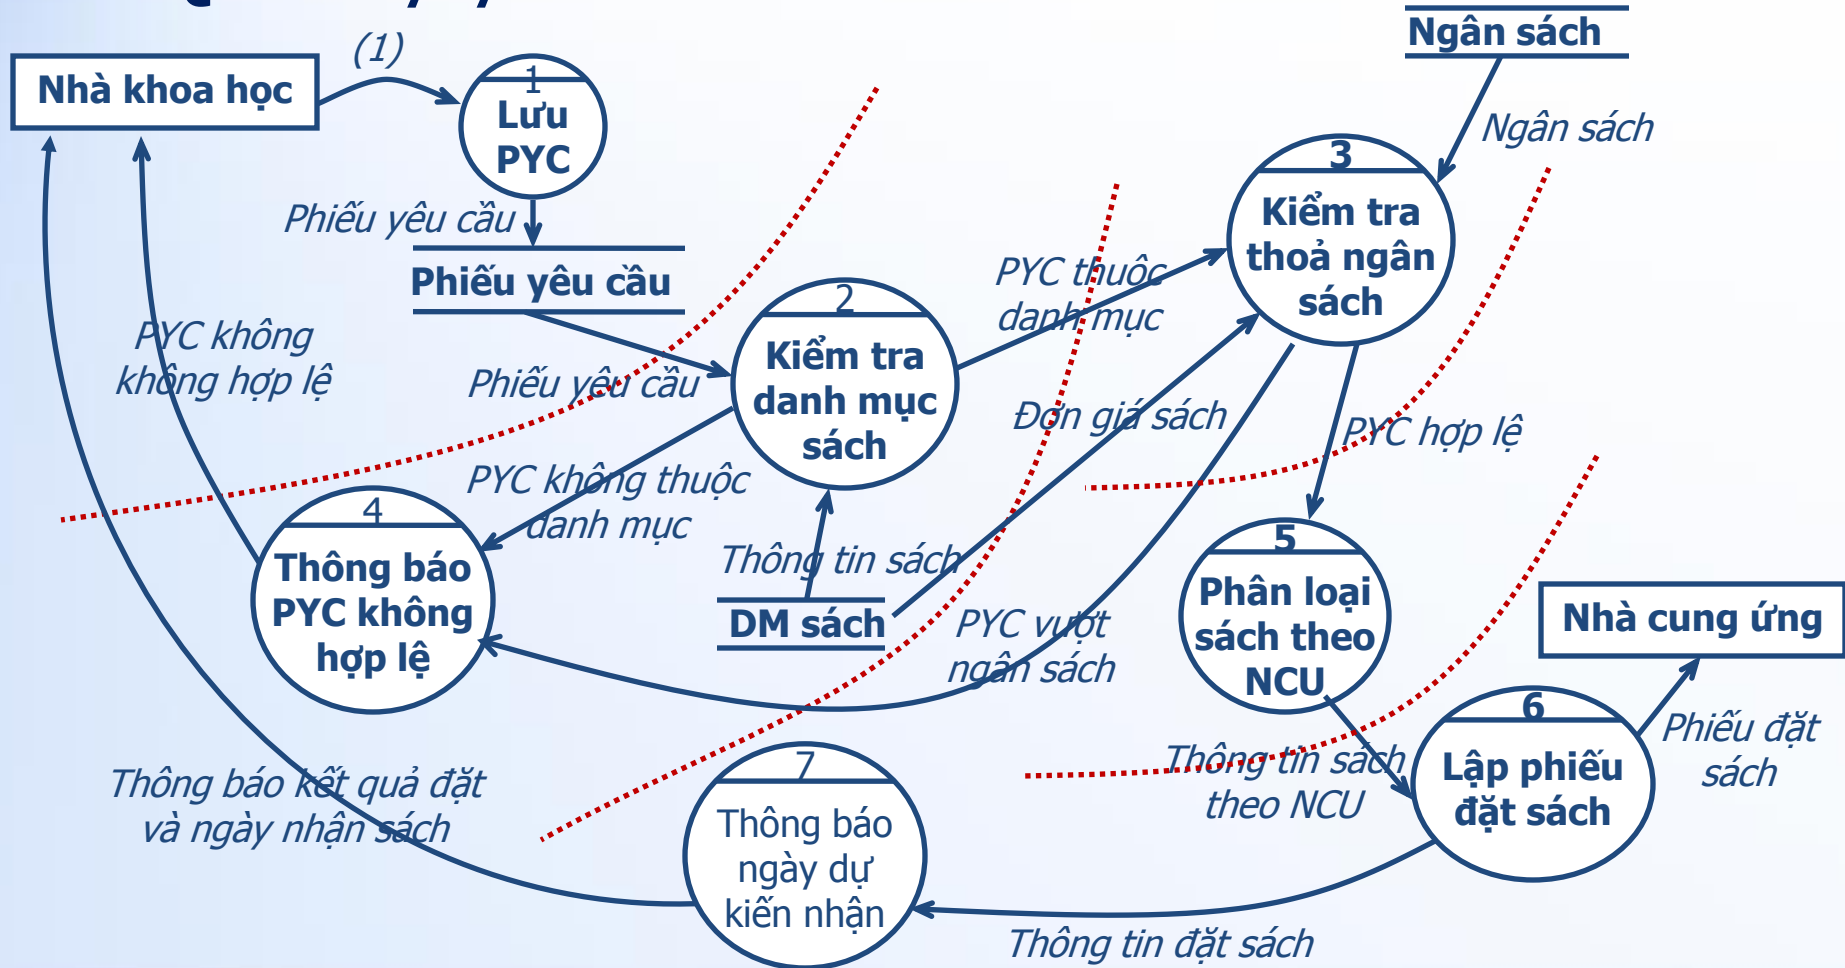 Ngân sách
(1)
Nhà khoa học
1
Lưu
PYC
Ngân sách
3
Kiểm tra
thoả ngân
sách
Phiếu yêu cầu
Phiếu yêu cầu
PYC thuộc
danh mục
2
Kiểm tra
danh mục
sách
PYC không
không hợp lệ
Phiếu yêu cầu
Đơn giá sách
PYC hợp lệ
PYC không thuộc
danh mục
4
Thông báo
PYC không
hợp lệ
Thông tin sách
DM sách
PYC vượt
ngân sách
5
Phân loại
sách theo
NCU
Nhà cung ứng
6
Lập phiếu
đặt sách
Phiếu đặt
sách
Thông tin sách
theo NCU
Thông báo kết quả đặt
và ngày nhận sách
7
Thông báo
ngày dự
kiến nhận
Thông tin đặt sách